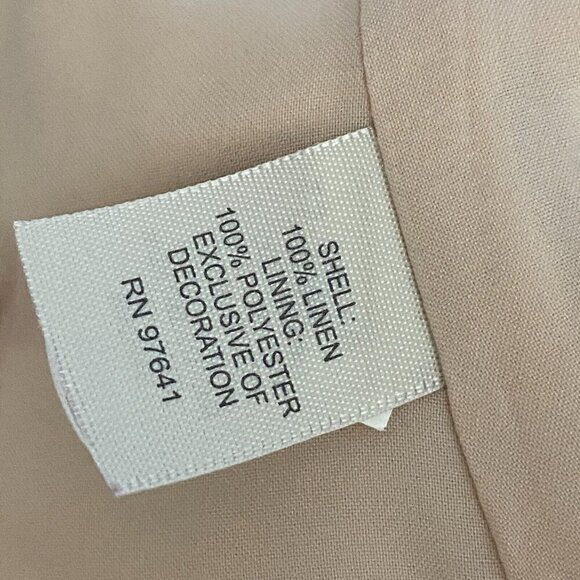 SHELL:
100% LINEN
LINING:
100% POLYESTER
EXCLUSIVE OF
DECORATION
RN 97641